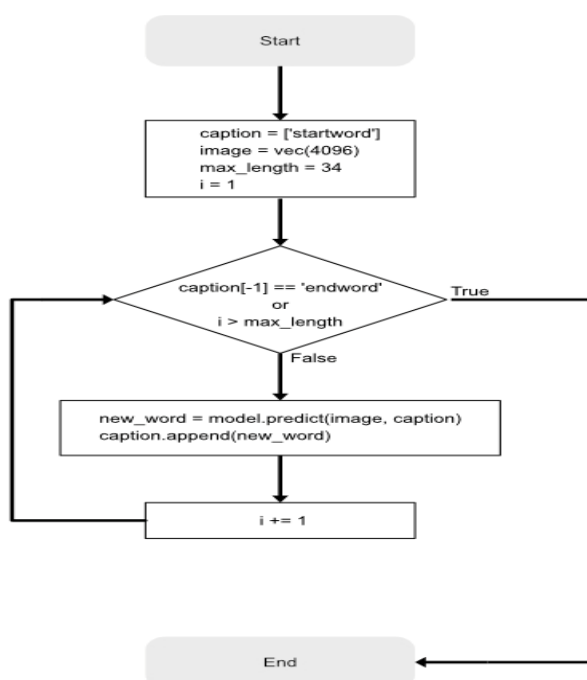 Start
caption = ['startword']
image = vec(4096)
max_length = 34
i = 1
caption[-1] == 'endword'
or
i > max_length
True
False
new_word = model.predict(image, caption)
caption.append(new_word)
i += 1
End